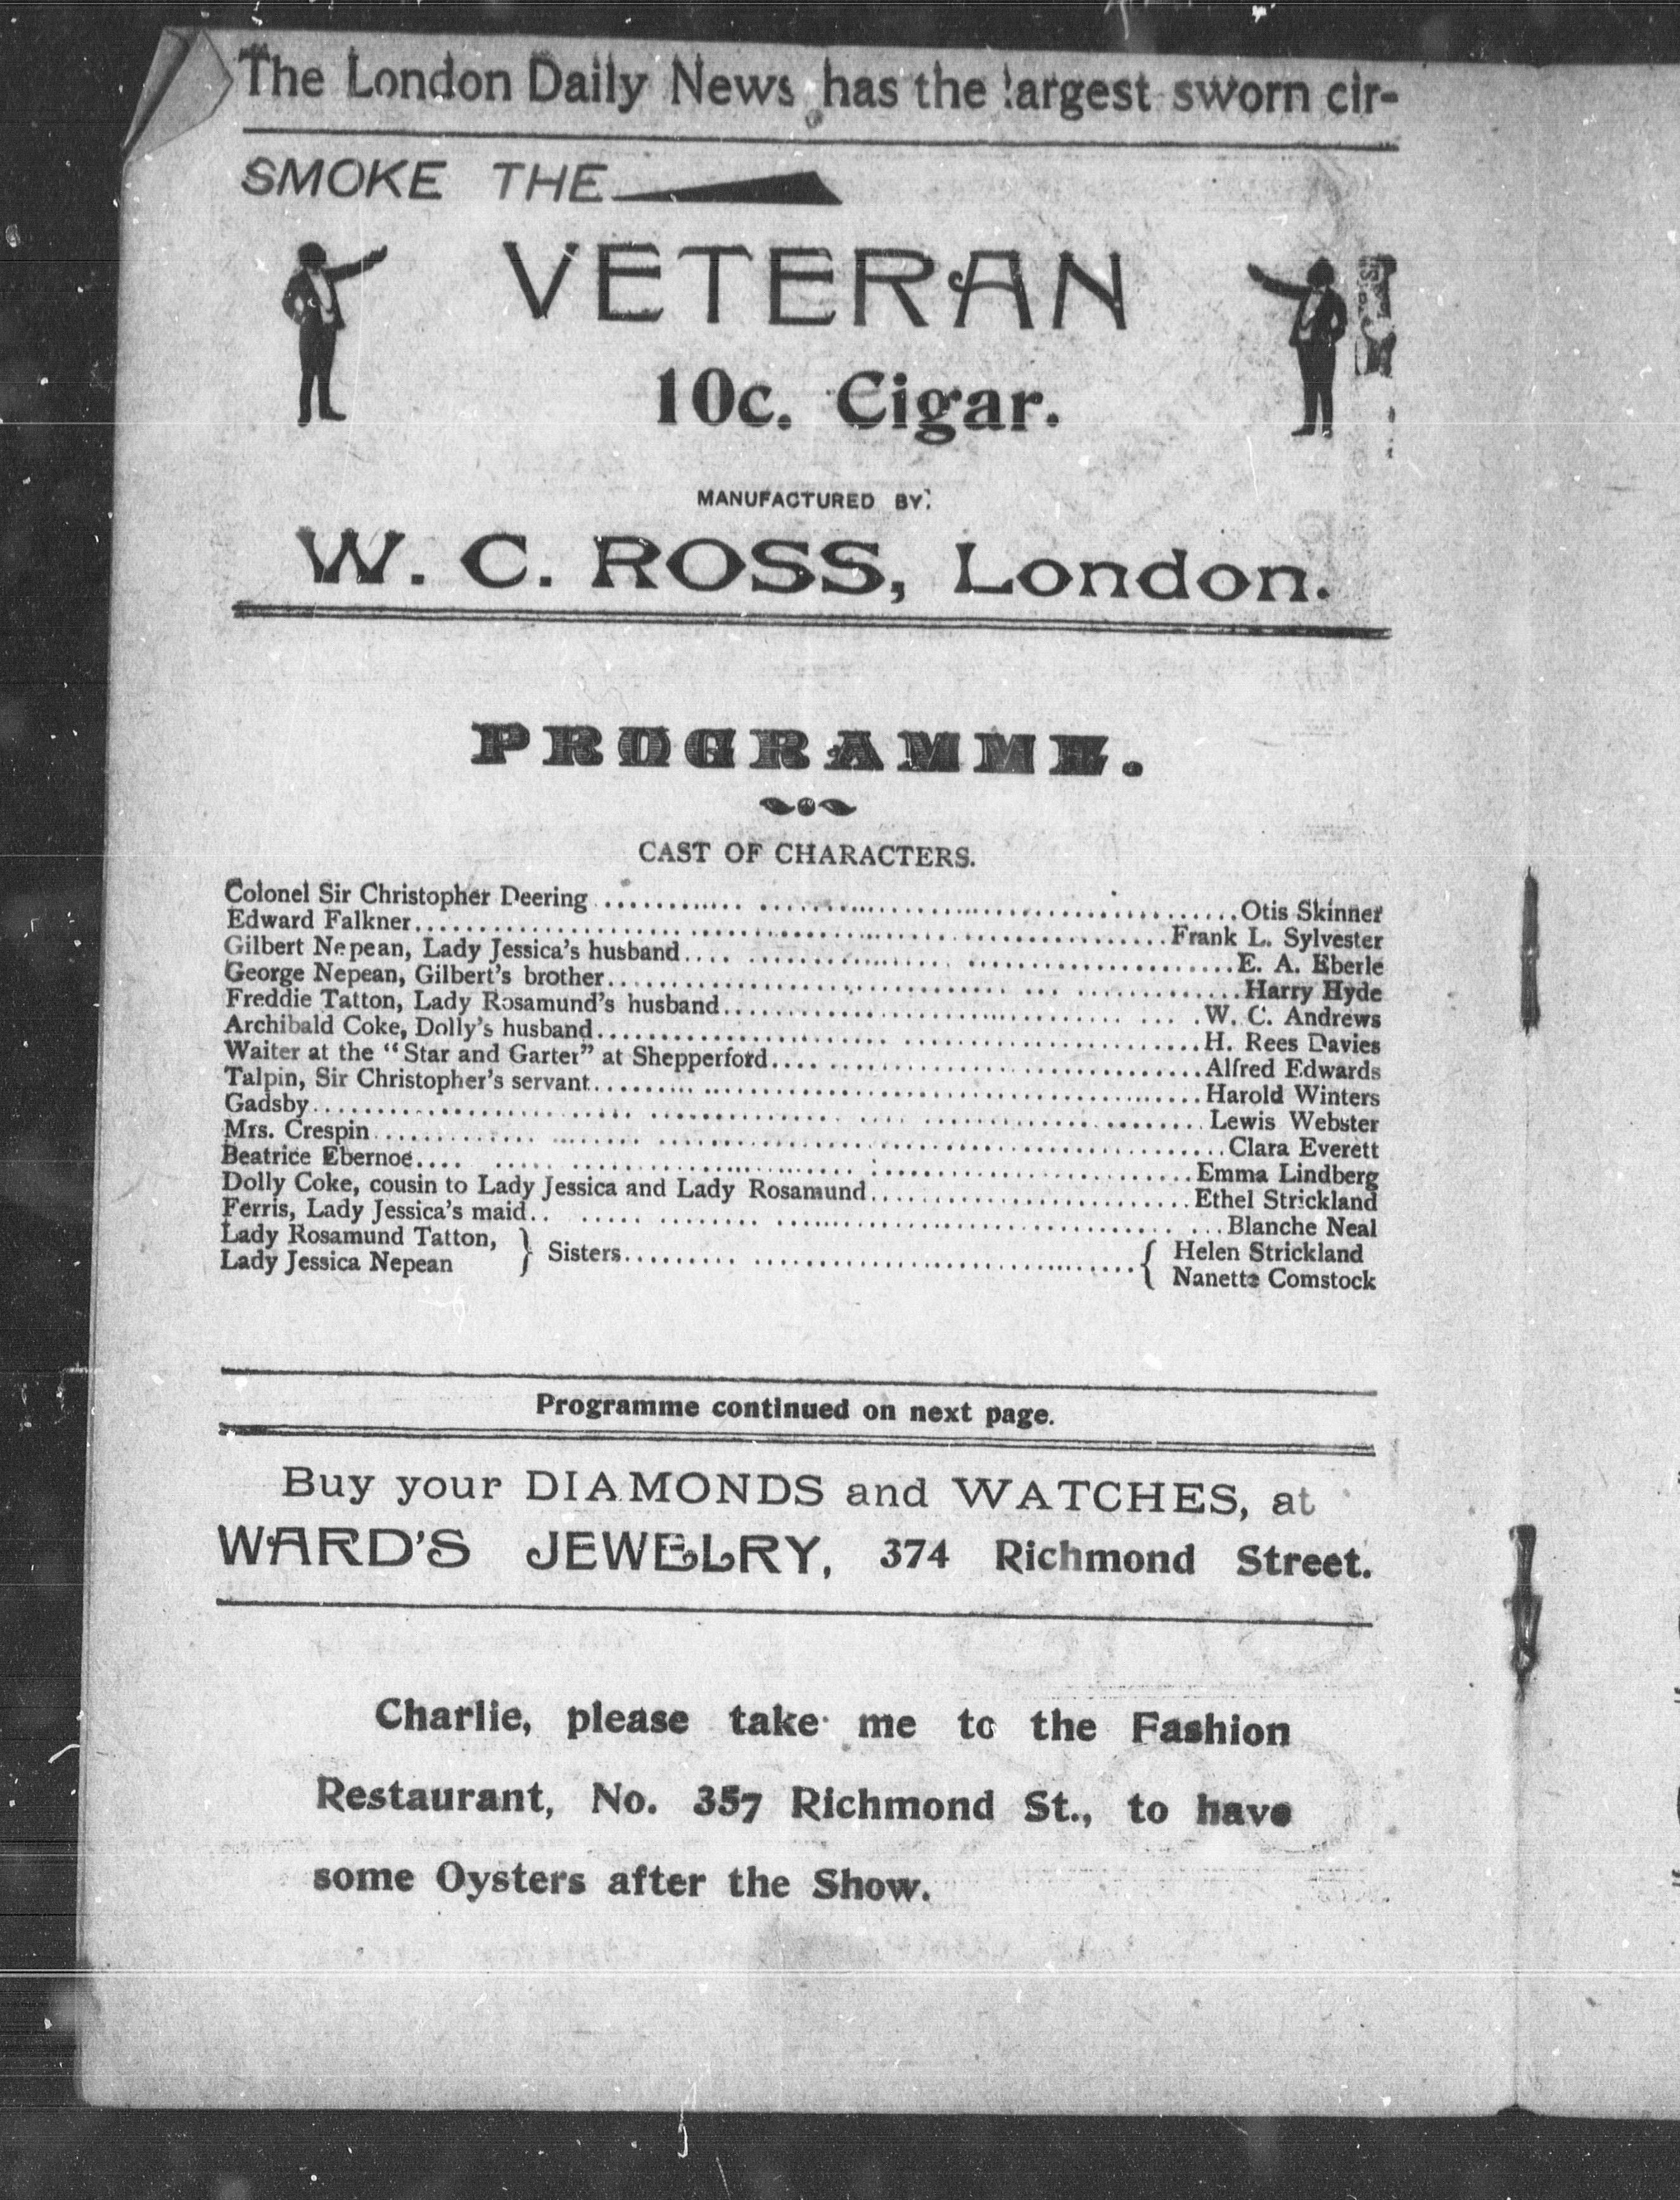 The London Daily News has the largest sworn cir-
SMOKE THE
VETERAN
10c. Cigar.
MANUFACTURED BY:
W. C. ROSS, London.
PROGRAMME.
CAST OF CHARACTERS.
Colonel Sir Christopher Deering ........................................ Otis Skinner
Edward Falkner........................................ Frank L. Sylvester
Gilbert Nepean, Lady Jessica's husband........................................ E. A. Eberle
George Nepean, Gilbert's brother........................................ Harry Hyde
Freddie Tatton, Lady Rosamund's husband........................................ W. C. Andrews
Archibald Coke, Dolly's husband........................................ H. Rees Davies
Waiter at the "Star and Garter" at Shepperford........................................ Alfred Edwards
Talpin, Sir Christopher's servant........................................ Harold Winters
Gadsby........................................ Lewis Webster
Mrs. Crespin........................................ Clara Everett
Beatrice Ebernoe........................................ Emma Lindberg
Dolly Coke, cousin to Lady Jessica and Lady Rosamund........................................ Ethel Strickland
Ferris, Lady Jessica's maid........................................ Blanche Neal
Lady Rosamund Tatton, } Sisters........................................ { Helen Strickland
Lady Jessica Nepean Nanette Comstock
Programme continued on next page.
Buy your DIAMONDS and WATCHES, at
WARD'S JEWELRY, 374 Richmond Street.
Charlie, please take me to the Fashion
Restaurant, No. 357 Richmond St., to have
some Oysters after the Show.